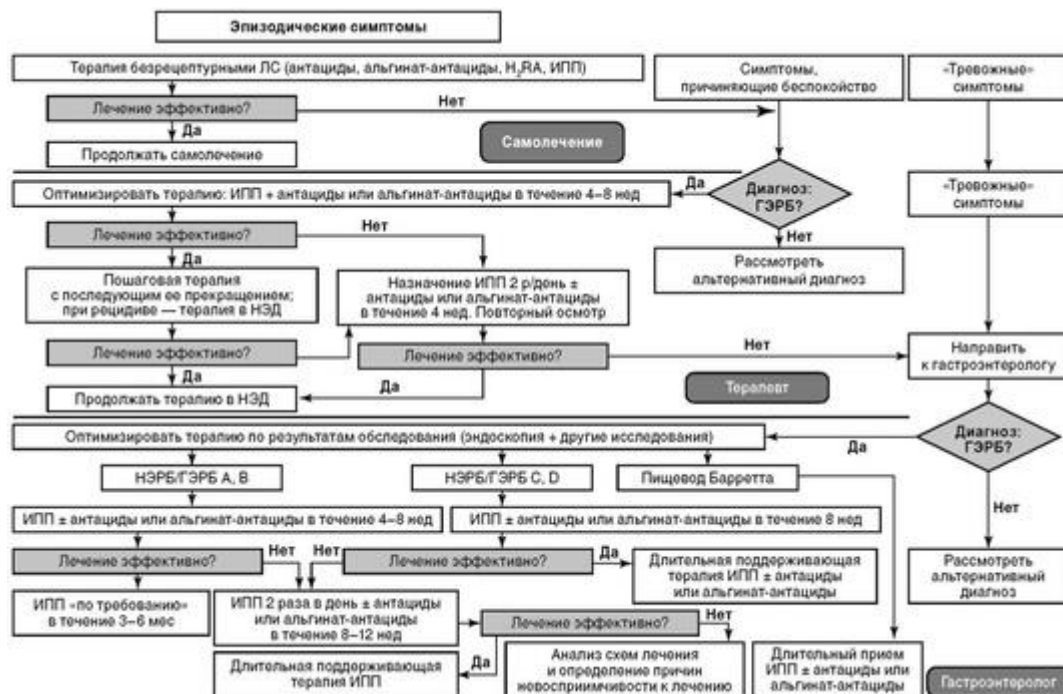 Эпизодические симптомы
Терапия безрецептурными ЛС (антациды, альгинат-антациды, H₂RA, ИПП)
Симптомы,
причиняющие беспокойство
«Тревожные»
симптомы
Лечение эффективно?
Нет
Да
Самолечение
Продолжать самолечение
Оптимизировать терапию: ИПП + антациды или альгинат-антациды в течение 4–8 нед
Да
Диагноз:
ГЭРБ?
«Тревожные»
симптомы
Лечение эффективно?
Нет
Да
Нет
Рассмотреть
альтернативный диагноз
Пошаговая терапия
с последующим ее прекращением;
при рецидиве — терапия в НЭД
Назначение ИПП 2 р/день ±
антациды или альгинат-антациды
в течение 4 нед. Повторный осмотр
Лечение эффективно?
Лечение эффективно?
Нет
Направить
к гастроэнтерологу
Да
Да
Терапевт
Продолжать терапию в НЭД
Оптимизировать терапию по результатам обследования (эндоскопия + другие исследования)
Да
Диагноз:
ГЭРБ?
НЭРБ/ГЭРБ А, В
НЭРБ/ГЭРБ С, D
Пищевод Барретта
Нет
ИПП ± антациды или альгинат-антациды в течение 4–8 нед
ИПП ± антациды или альгинат-антациды в течение 8 нед
Лечение эффективно?
Нет
Нет
Лечение эффективно?
Да
Длительная поддерживающая
терапия ИПП ± антациды
или альгинат-антациды
Рассмотреть
альтернативный
диагноз
ИПП «по требованию»
в течение 3–6 мес
ИПП 2 раза в день ± антациды
или альгинат-антациды
в течение 8–12 нед
Лечение эффективно?
Нет
Да
Длительная поддерживающая
терапия ИПП
Анализ схем лечения
и определение причин
невосприимчивости к лечению
Длительный прием
ИПП ± антациды или
альгинат-антациды
Гастроэнтеролог